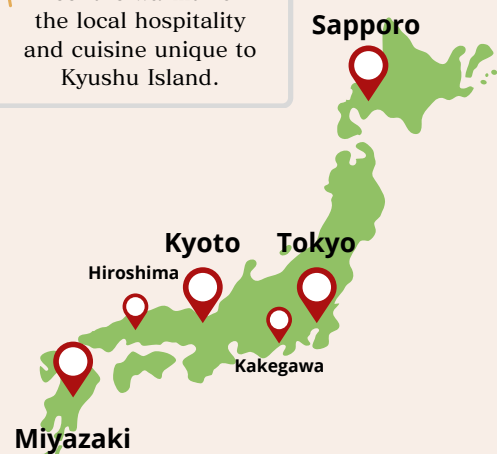 the local hospitality
and cuisine unique to
Kyushu Island.
Sapporo
Kyoto
Tokyo
Hiroshima
Kakegawa
Miyazaki